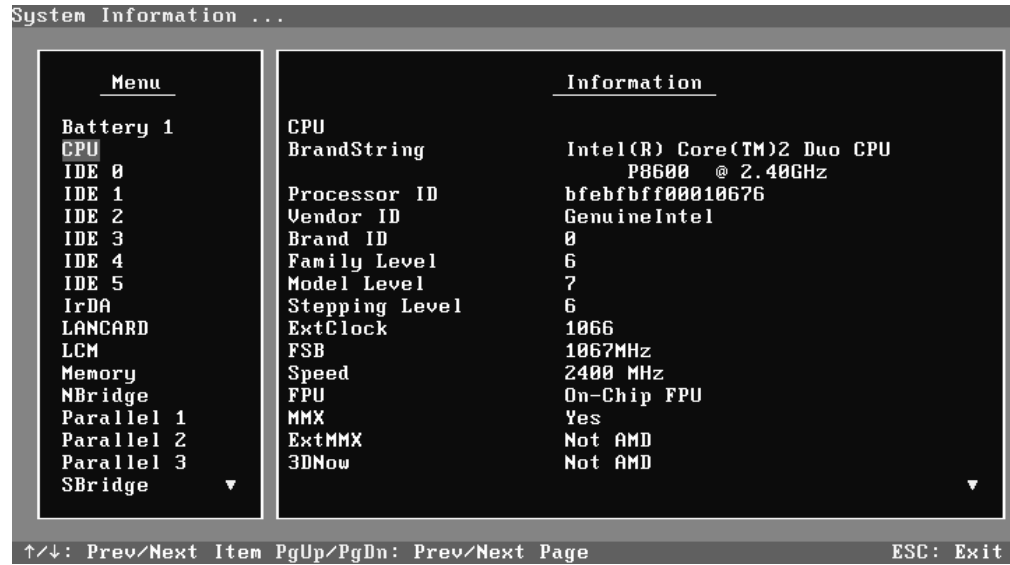 System Information ...
Menu
Battery 1
CPU
IDE 0
IDE 1
IDE 2
IDE 3
IDE 4
IDE 5
IrDA
LANCARD
LCM
Memory
NBridge
Parallel 1
Parallel 2
Parallel 3
SBridge ▼
Information
CPU
BrandString Intel(R) Core(TM)2 Duo CPU
P8600 @ 2.40GHz
Processor ID bfebfbff00010676
Vendor ID GenuineIntel
Brand ID 0
Family Level 6
Model Level 7
Stepping Level 6
ExtClock 1066
FSB 1067MHz
Speed 2400 MHz
FPU On-Chip FPU
MMX Yes
ExtMMX Not AMD
3DNow Not AMD
▼
↑/↓: Prev/Next Item PgUp/PgDn: Prev/Next Page ESC: Exit